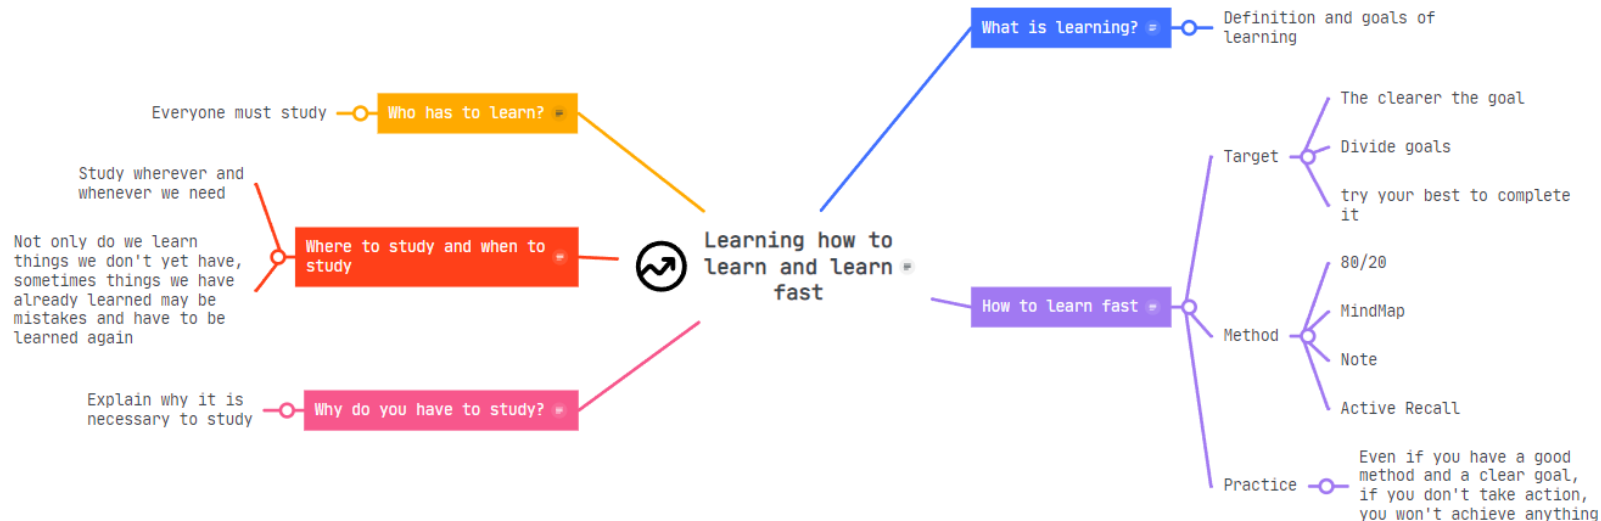 Learning how to
learn and learn
fast
What is learning?
Definition and goals of
learning
How to learn fast
Target
The clearer the goal
Divide goals
try your best to complete
it
Method
80/20
MindMap
Note
Active Recall
Practice
Even if you have a good
method and a clear goal,
if you don't take action,
you won't achieve anything
Who has to learn?
Everyone must study
Where to study and when to
study
Study wherever and
whenever we need
Not only do we learn
things we don't yet have,
sometimes things we have
already learned may be
mistakes and have to be
learned again
Why do you have to study?
Explain why it is
necessary to study